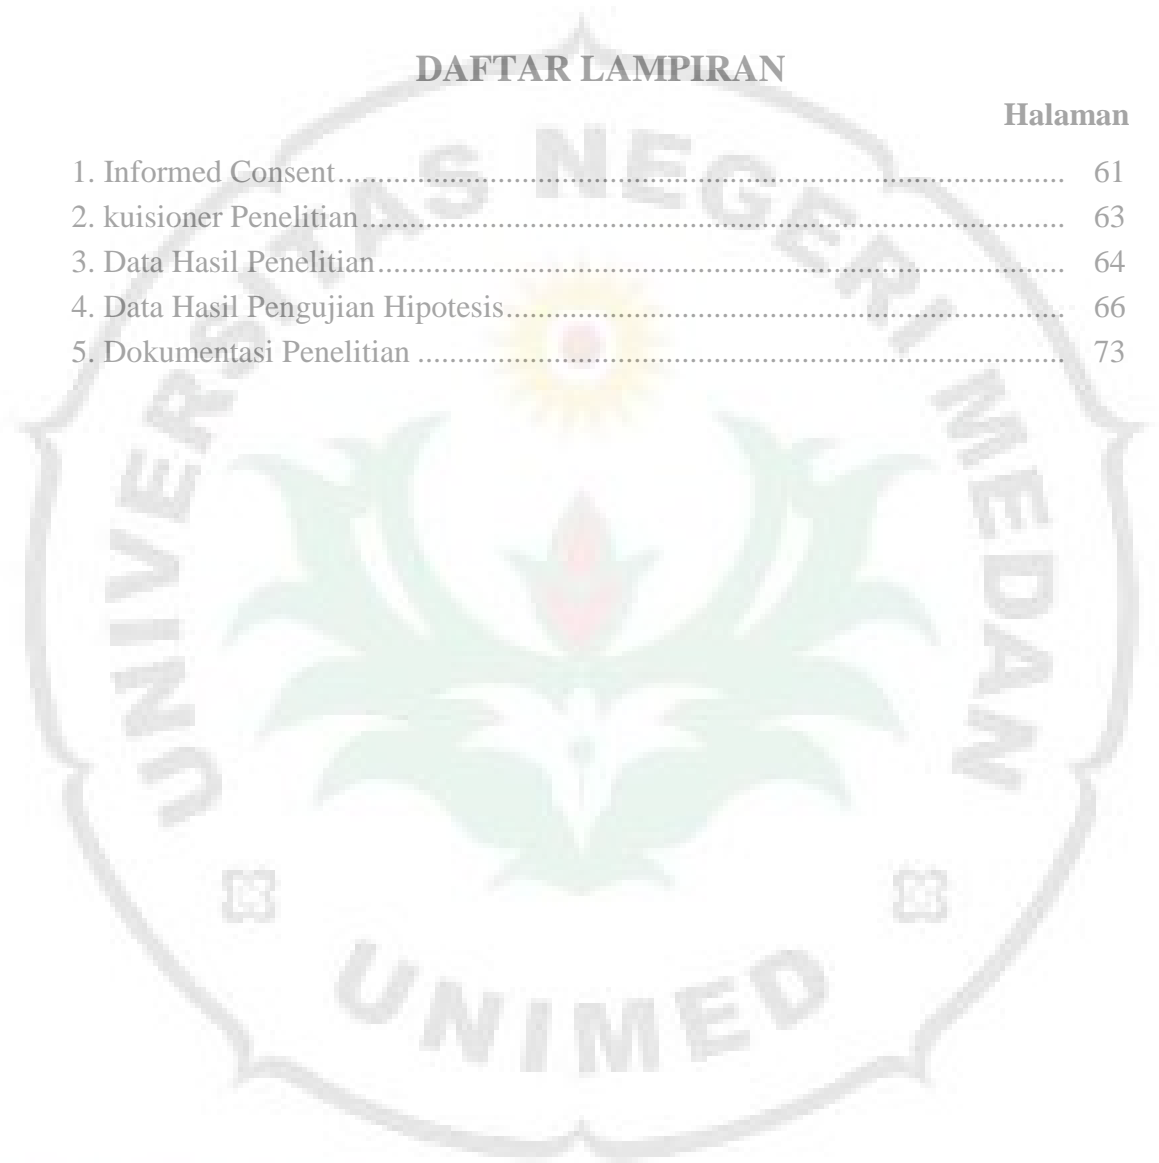 DAFTAR LAMPIRAN
Halaman
1. Informed Consent........................................................................................... 61
2. kuisioner Penelitian........................................................................................ 63
3. Data Hasil Penelitian...................................................................................... 64
4. Data Hasil Pengujian Hipotesis...................................................................... 66
5. Dokumentasi Penelitian ................................................................................. 73
UNIVERSITAS NEGERI MEDAN
UNIMED